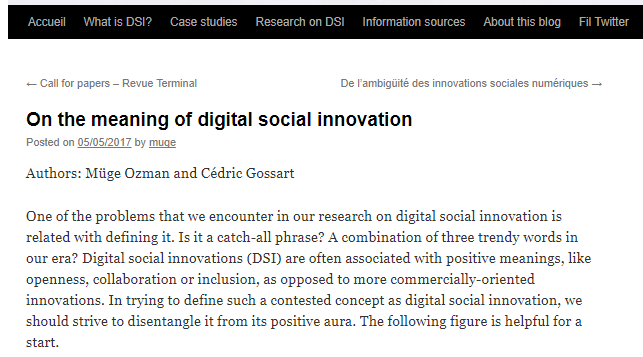 Accueil What is DSI? Case studies Research on DSI Information sources About this blog Fil Twitter
← Call for papers – Revue Terminal De l'ambigüité des innovations sociales numériques →
On the meaning of digital social innovation
Posted on 05/05/2017 by muge
Authors: Müge Ozman and Cédric Gossart
One of the problems that we encounter in our research on digital social innovation is
related with defining it. Is it a catch-all phrase? A combination of three trendy words in
our era? Digital social innovations (DSI) are often associated with positive meanings, like
openness, collaboration or inclusion, as opposed to more commercially-oriented
innovations. In trying to define such a contested concept as digital social innovation, we
should strive to disentangle it from its positive aura. The following figure is helpful for a
start.